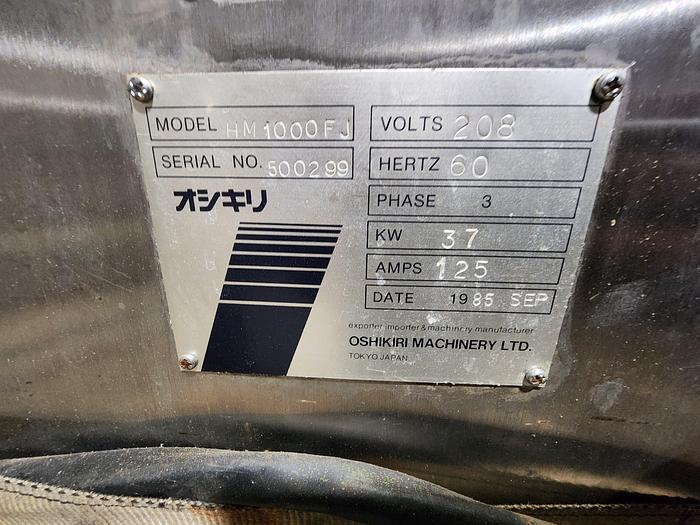 MODEL HM1000FJ
SERIAL NO. 500299
オシキリ
VOLTS 208
HERTZ 60
PHASE 3
KW 37
AMPS 125
DATE 1985 SEP
exporter importer & machinery manufacturer
OSHIKIRI MACHINERY LTD.
TOKYO JAPAN